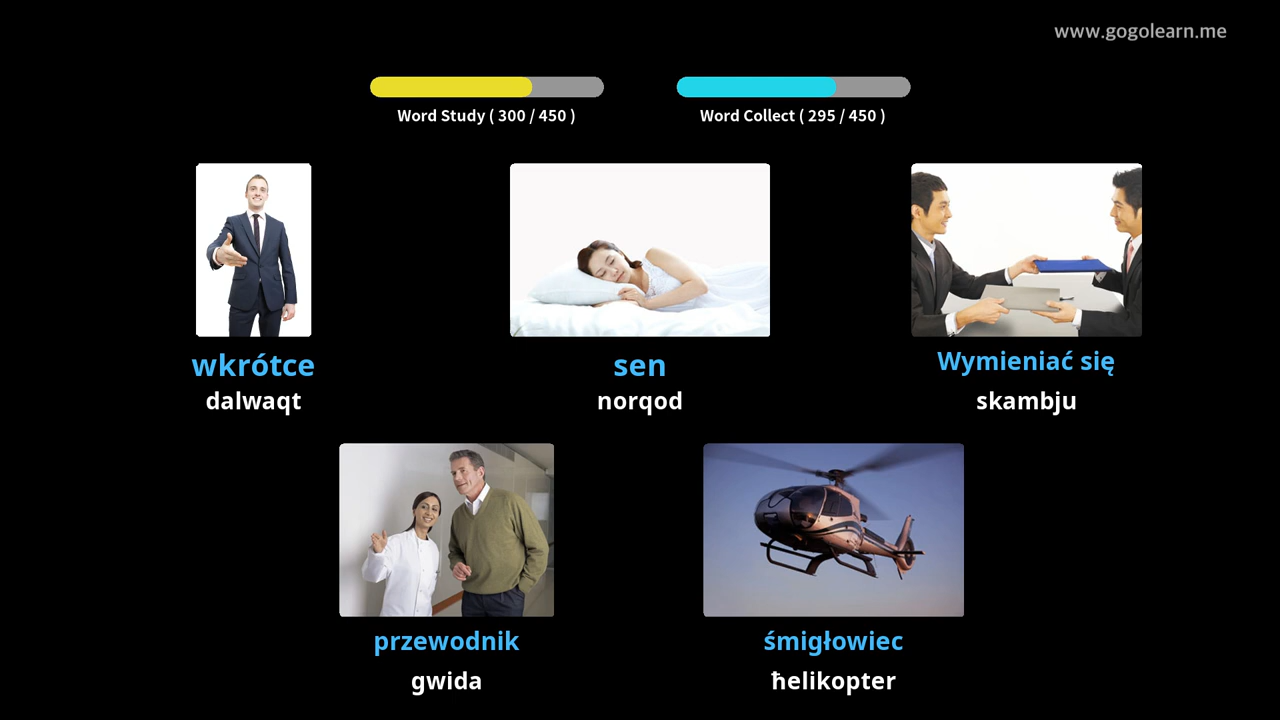 www.gogolearn.me
Word Study ( 300 / 450 )
Word Collect ( 295 / 450 )
wkrótce
dalwaqt
sen
norqod
Wymieniać się
skambju
przewodnik
gwida
śmigłowiec
ħelikopter